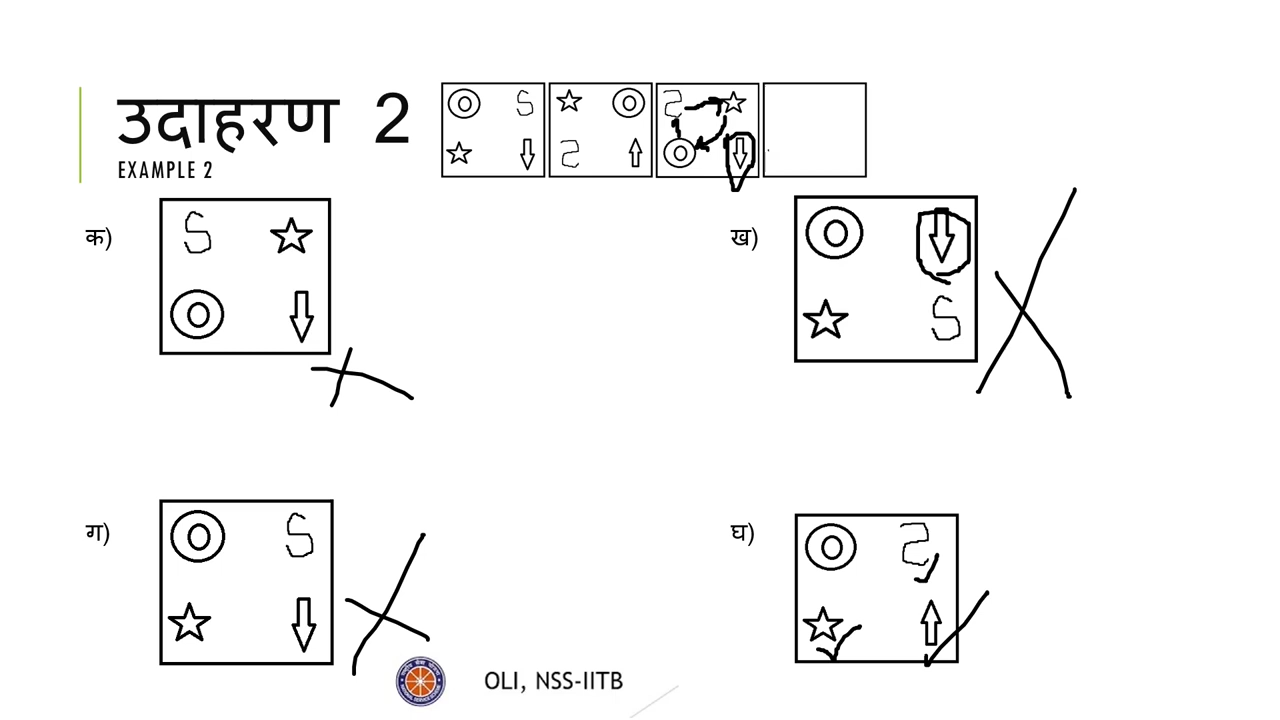 उदाहरण 2
EXAMPLE 2
क)
ख)
ग)
घ)
OLI, NSS-IITB